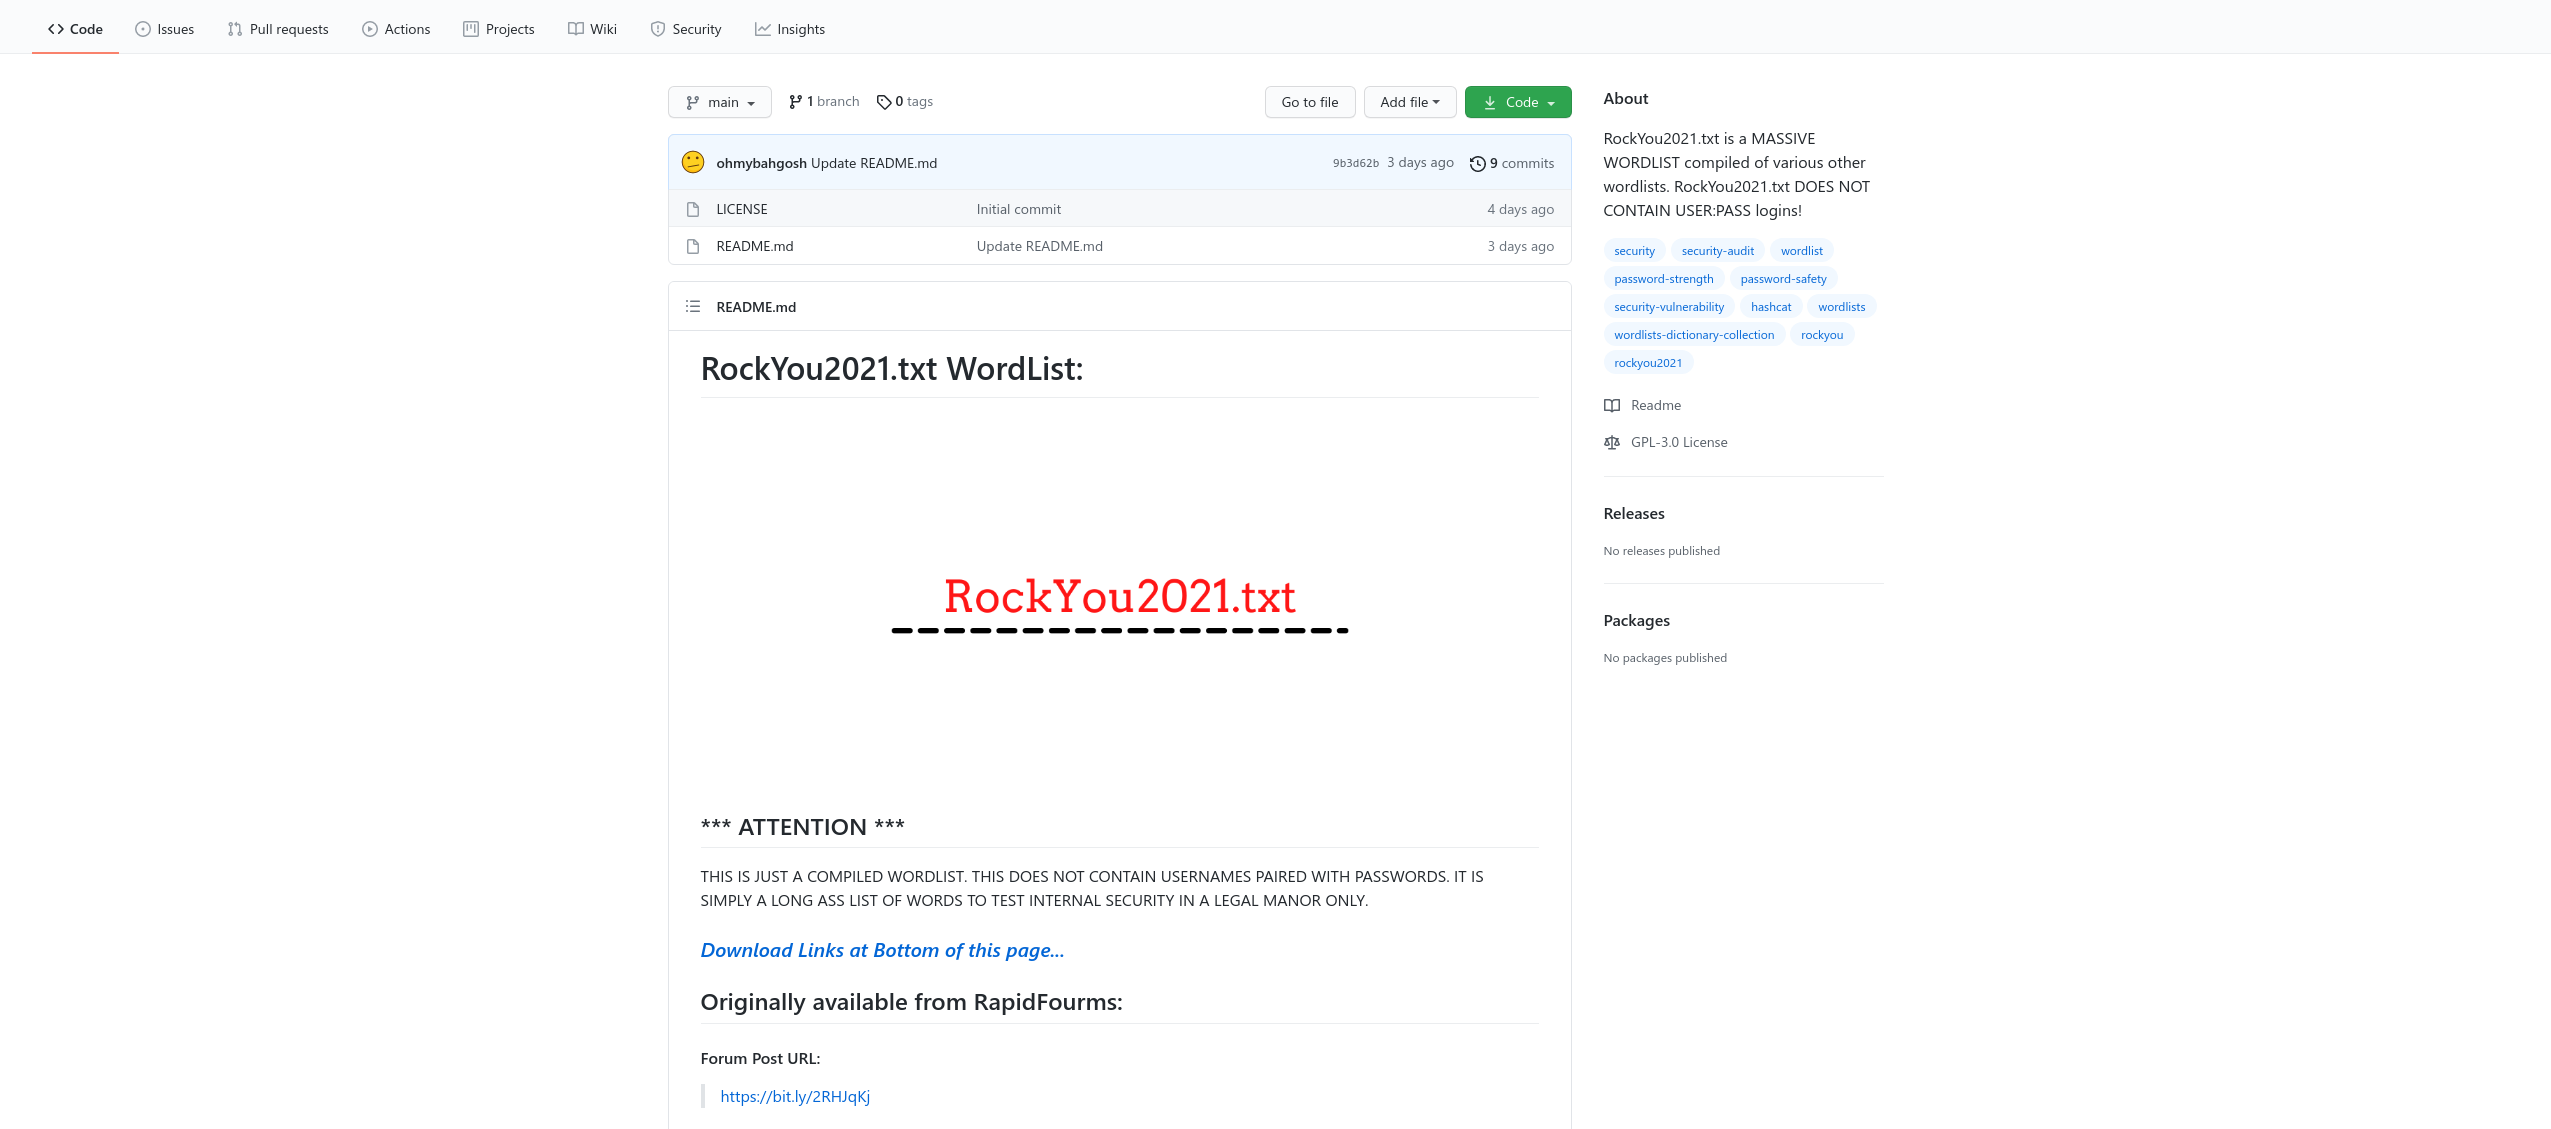 Code Issues Pull requests Actions Projects Wiki Security Insights
main 1 branch 0 tags Go to file Add file Code
ohmybahgosh Update README.md 9b3d62b 3 days ago 9 commits
LICENSE Initial commit 4 days ago
README.md Update README.md 3 days ago
README.md
RockYou2021.txt WordList:
RockYou2021.txt
*** ATTENTION ***
THIS IS JUST A COMPILED WORDLIST. THIS DOES NOT CONTAIN USERNAMES PAIRED WITH PASSWORDS. IT IS
SIMPLY A LONG ASS LIST OF WORDS TO TEST INTERNAL SECURITY IN A LEGAL MANOR ONLY.
Download Links at Bottom of this page...
Originally available from RapidFourms:
Forum Post URL:
https://bit.ly/2RHJqKj
About
RockYou2021.txt is a MASSIVE
WORDLIST compiled of various other
wordlists. RockYou2021.txt DOES NOT
CONTAIN USER:PASS logins!
security security-audit wordlist
password-strength password-safety
security-vulnerability hashcat wordlists
wordlists-dictionary-collection rockyou
rockyou2021
Readme
GPL-3.0 License
Releases
No releases published
Packages
No packages published